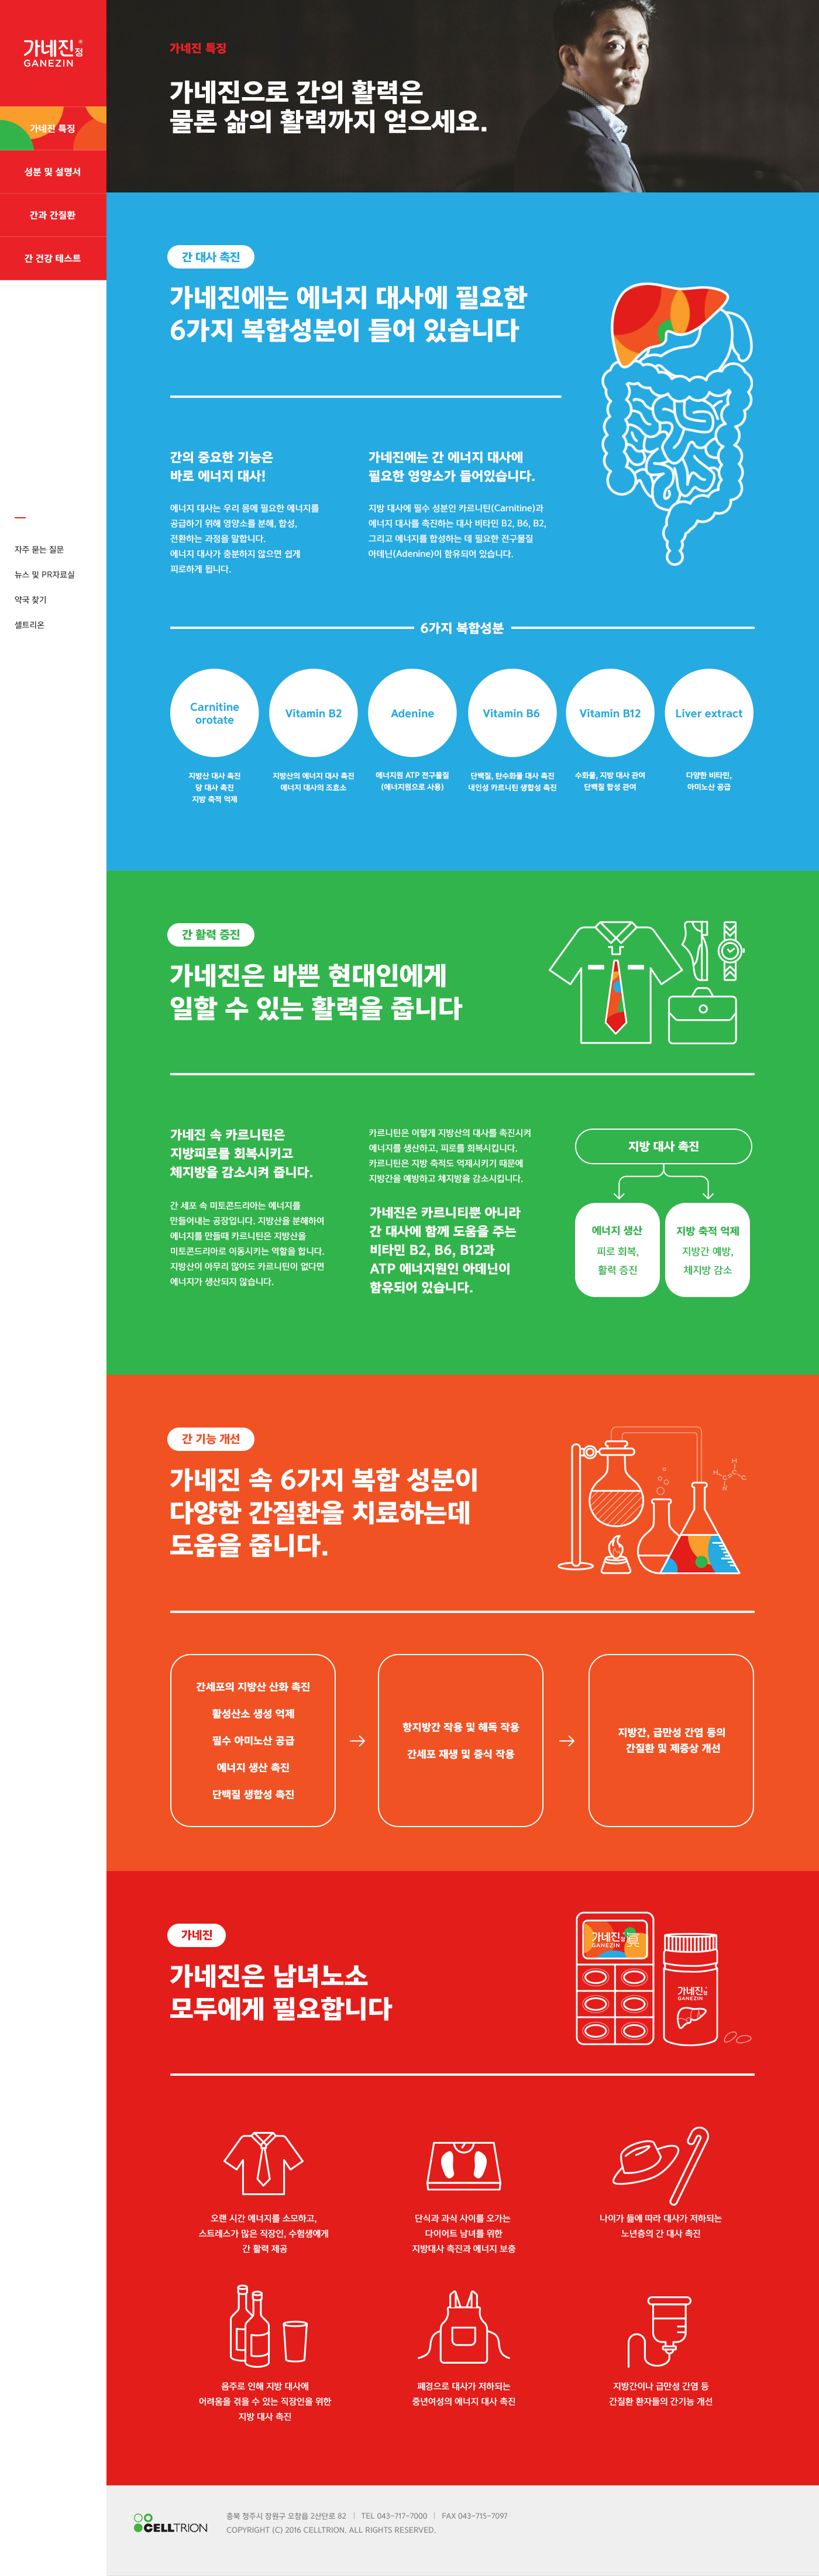 가네진정®
GANEZIN
가네진 특징
성분 및 설명서
간과 간질환
간 건강 테스트
자주 묻는 질문
뉴스 및 PR자료실
약국 찾기
셀트리온
가네진 특징
가네진으로 간의 활력은
물론 삶의 활력까지 얻으세요.
간 대사 촉진
가네진에는 에너지 대사에 필요한
6가지 복합성분이 들어 있습니다
간의 중요한 기능은
바로 에너지 대사!
에너지 대사는 우리 몸에 필요한 에너지를
공급하기 위해 영양소를 분해, 합성,
전환하는 과정을 말합니다.
에너지 대사가 충분하지 않으면 쉽게
피로하게 됩니다.
가네진에는 간 에너지 대사에
필요한 영양소가 들어있습니다.
지방 대사에 필수 성분인 카르니틴(Carnitine)과
에너지 대사를 촉진하는 대사 비타민 B2, B6, B2,
그리고 에너지를 합성하는 데 필요한 전구물질
아데닌(Adenine)이 함유되어 있습니다.
6가지 복합성분
Carnitine
orotate
지방산 대사 촉진
당 대사 촉진
지방 축적 억제
Vitamin B2
지방산의 에너지 대사 촉진
에너지 대사의 조효소
Adenine
에너지원 ATP 전구물질
(에너지원으로 사용)
Vitamin B6
단백질, 탄수화물 대사 촉진
내인성 카르니틴 생합성 촉진
Vitamin B12
수화물, 지방 대사 관여
단백질 합성 관여
Liver extract
다양한 비타민,
아미노산 공급
간 활력 증진
가네진은 바쁜 현대인에게
일할 수 있는 활력을 줍니다
가네진 속 카르니틴은
지방피로를 회복시키고
체지방을 감소시켜 줍니다.
간 세포 속 미토콘드리아는 에너지를
만들어내는 공장입니다. 지방산을 분해하여
에너지를 만들때 카르니틴은 지방산을
미토콘드리아로 이동시키는 역할을 합니다.
지방산이 아무리 많아도 카르니틴이 없다면
에너지가 생산되지 않습니다.
카르니틴은 이렇게 지방산의 대사를 촉진시켜
에너지를 생산하고, 피로를 회복시킵니다.
카르니틴은 지방 축적도 억제시키기 때문에
지방간을 예방하고 체지방을 감소시킵니다.
가네진은 카르니티뿐 아니라
간 대사에 함께 도움을 주는
비타민 B2, B6, B12과
ATP 에너지원인 아데닌이
함유되어 있습니다.
지방 대사 촉진
에너지 생산
피로 회복,
활력 증진
지방 축적 억제
지방간 예방,
체지방 감소
간 기능 개선
가네진 속 6가지 복합 성분이
다양한 간질환을 치료하는데
도움을 줍니다.
간세포의 지방산 산화 촉진
활성산소 생성 억제
필수 아미노산 공급
에너지 생산 촉진
단백질 생합성 촉진
항지방간 작용 및 해독 작용
간세포 재생 및 증식 작용
지방간, 급만성 간염 등의
간질환 및 제증상 개선
가네진
가네진은 남녀노소
모두에게 필요합니다
가네진정
GANEZIN
가네진정
GANEZIN
오랜 시간 에너지를 소모하고,
스트레스가 많은 직장인, 수험생에게
간 활력 제공
단식과 과식 사이를 오가는
다이어트 남녀를 위한
지방대사 촉진과 에너지 보충
나이가 듦에 따라 대사가 저하되는
노년층의 간 대사 촉진
음주로 인해 지방 대사에
어려움을 겪을 수 있는 직장인을 위한
지방 대사 촉진
폐경으로 대사가 저하되는
중년여성의 에너지 대사 촉진
지방간이나 급만성 간염 등
간질환 환자들의 간기능 개선
CELLTRION
충북 청주시 청원구 오창읍 2산단로 82 | TEL 043-717-7000 | FAX 043-715-7097
COPYRIGHT (C) 2016 CELLTRION. ALL RIGHTS RESERVED.